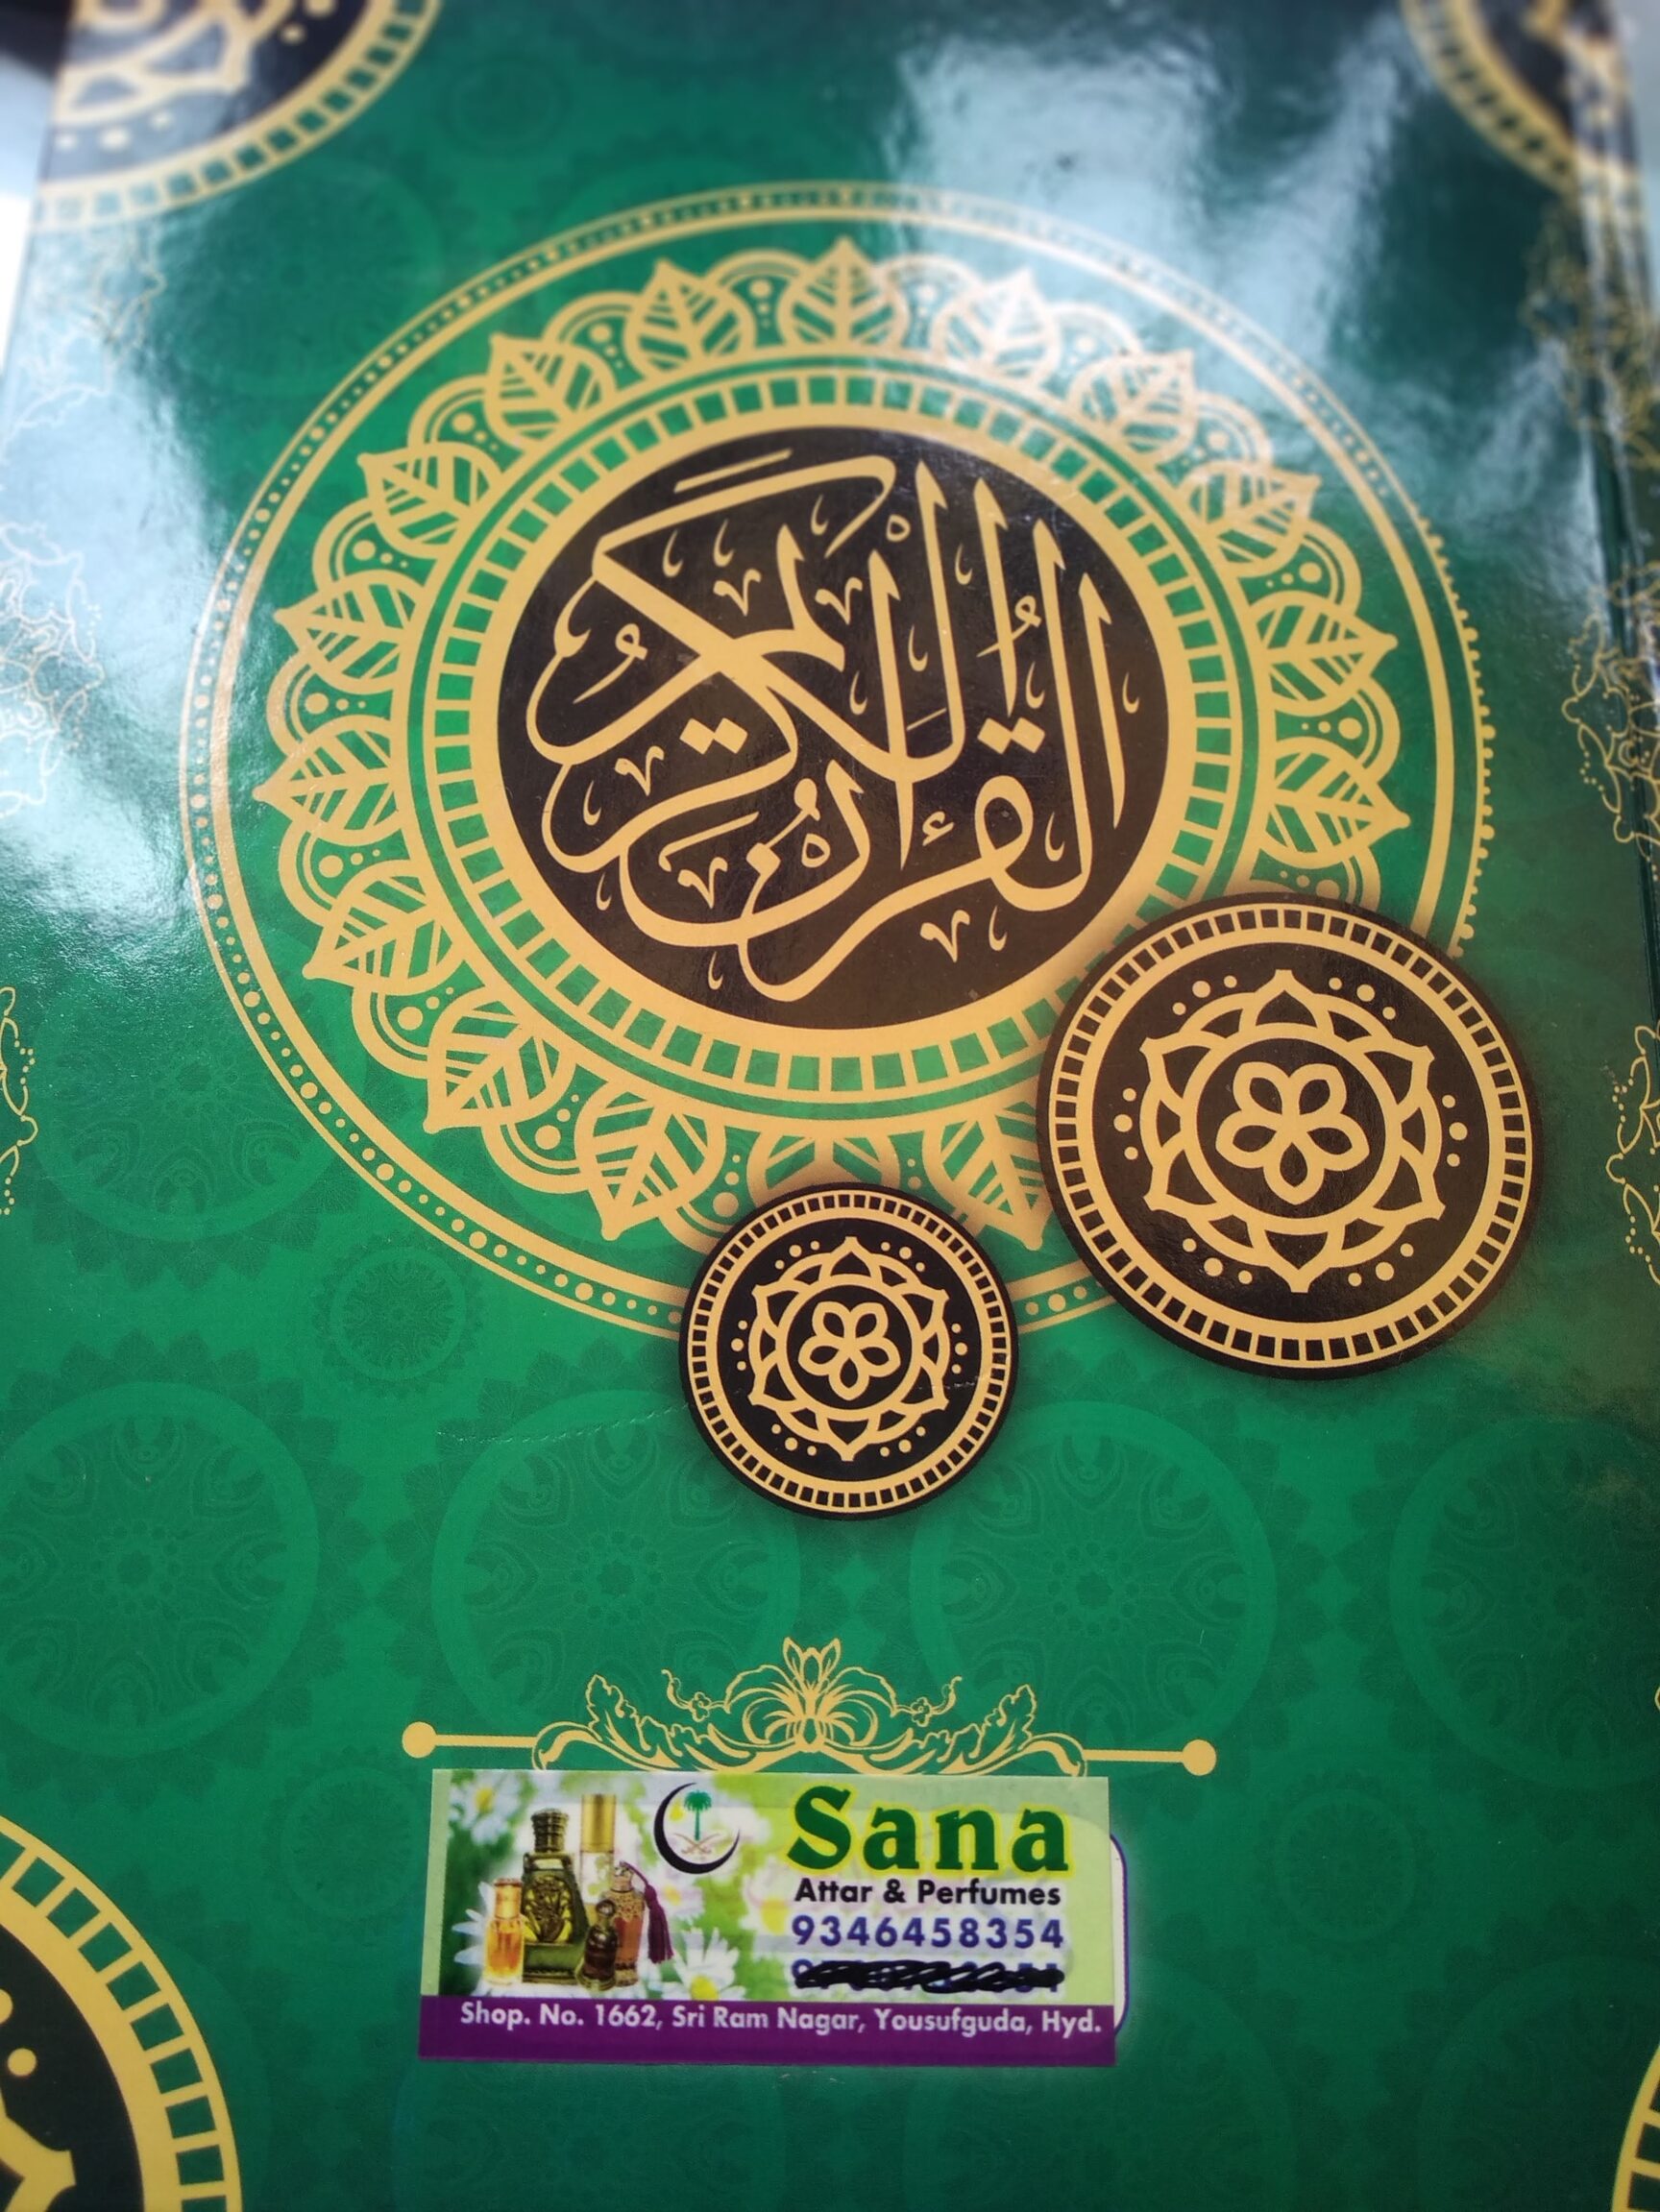 القرآن الكريم
Sana
Attar & Perfumes
9346458354
Shop. No. 1662, Sri Ram Nagar, Yousufguda, Hyd.